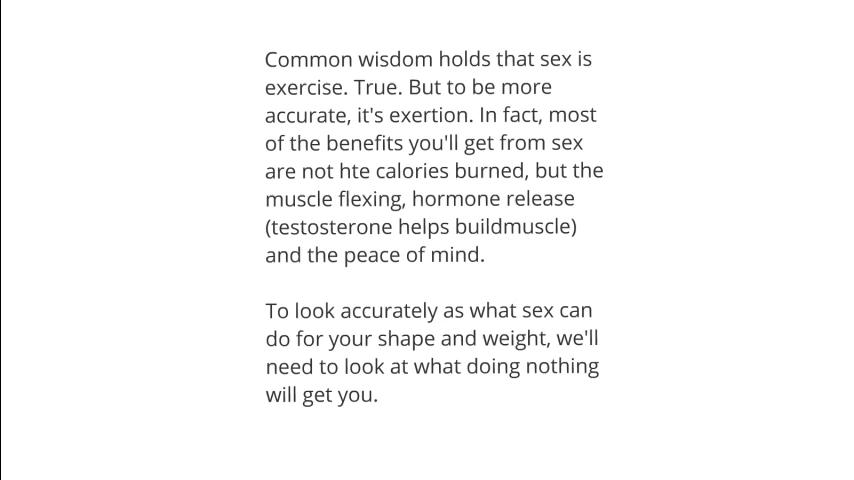 Common wisdom holds that sex is
exercise. True. But to be more
accurate, it's exertion. In fact, most
of the benefits you'll get from sex
are not hte calories burned, but the
muscle flexing, hormone release
(testosterone helps buildmuscle)
and the peace of mind.
To look accurately as what sex can
do for your shape and weight, we'll
need to look at what doing nothing
will get you.